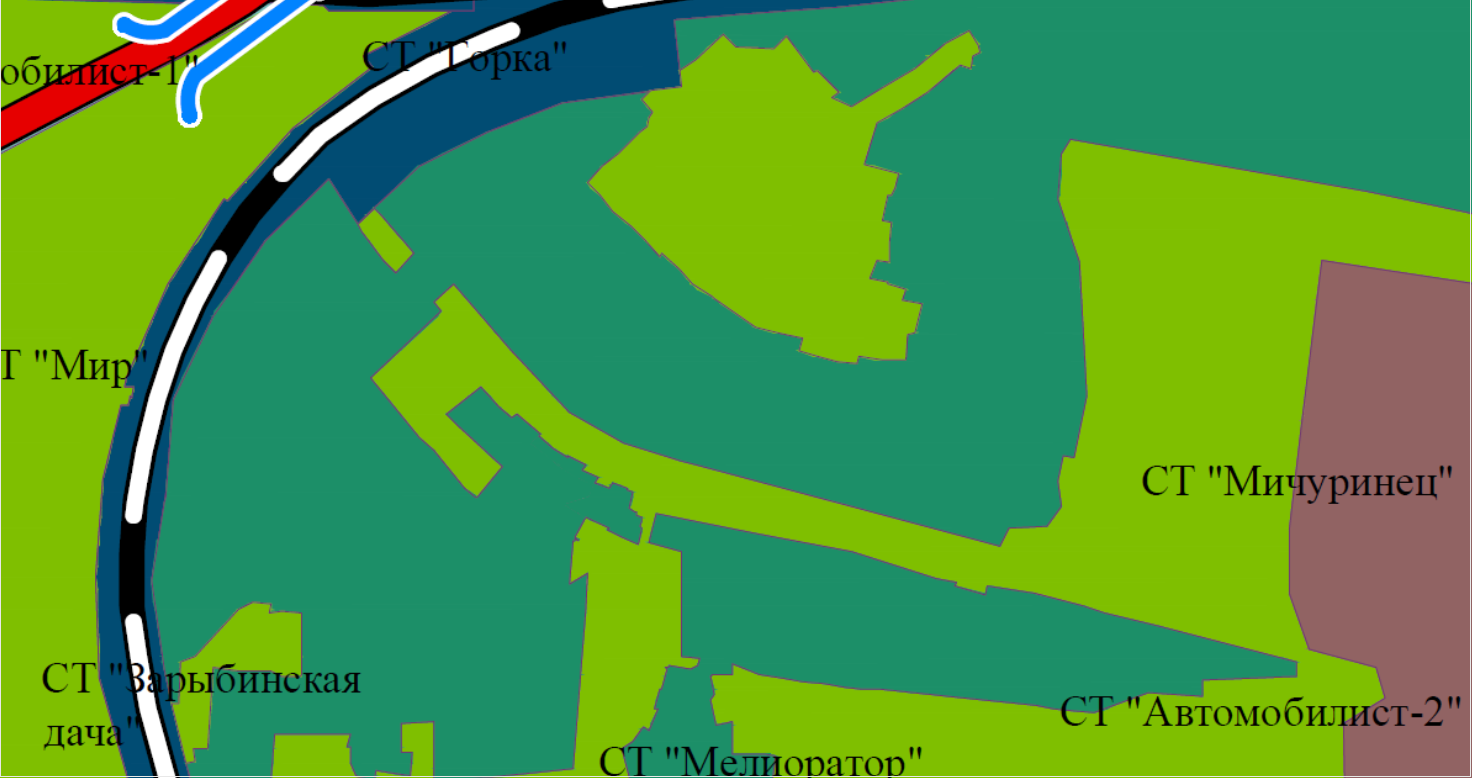 СТ "Горка"
обилист-1"
Т "Мир"
СТ "Мичуринец"
СТ "Зарыбинская
дача"
СТ "Автомобилист-2"
СТ "Мелиоратор"